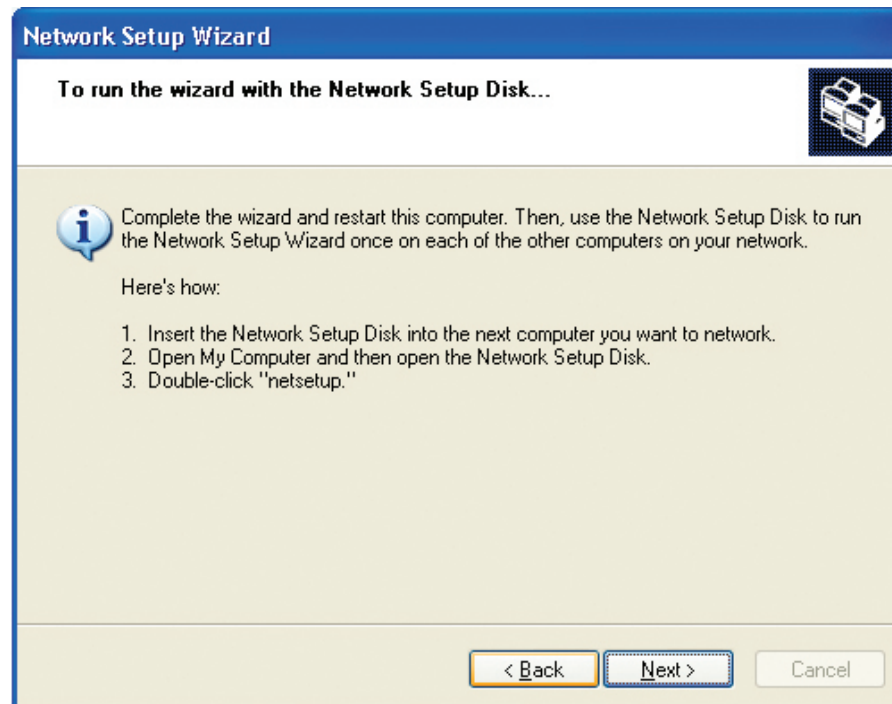 Network Setup Wizard
To run the wizard with the Network Setup Disk...
Complete the wizard and restart this computer. Then, use the Network Setup Disk to run
the Network Setup Wizard once on each of the other computers on your network.
Here's how:
1. Insert the Network Setup Disk into the next computer you want to network.
2. Open My Computer and then open the Network Setup Disk.
3. Double-click "netsetup."
< Back Next > Cancel